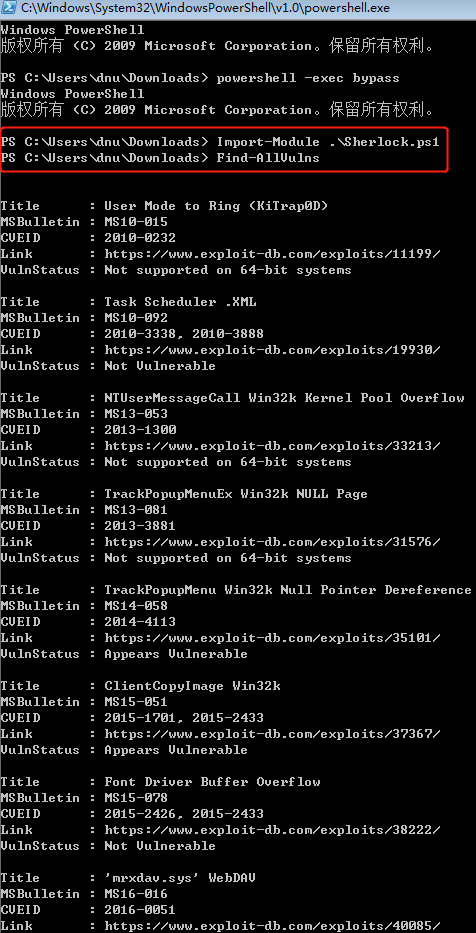 C:\Windows\System32\WindowsPowerShell\v1.0\powershell.exe
Windows PowerShell
版权所有 (C) 2009 Microsoft Corporation。保留所有权利。
PS C:\Users\dnu\Downloads> powershell -exec bypass
Windows PowerShell
版权所有 (C) 2009 Microsoft Corporation。保留所有权利。
PS C:\Users\dnu\Downloads> Import-Module .\Sherlock.ps1
PS C:\Users\dnu\Downloads> Find-AllVulns
Title      : User Mode to Ring (KiTrap0D)
MSBulletin : MS10-015
CVEID      : 2010-0232
Link       : https://www.exploit-db.com/exploits/11199/
VulnStatus : Not supported on 64-bit systems
Title      : Task Scheduler .XML
MSBulletin : MS10-092
CVEID      : 2010-3338, 2010-3888
Link       : https://www.exploit-db.com/exploits/19930/
VulnStatus : Not Vulnerable
Title      : NTUserMessageCall Win32k Kernel Pool Overflow
MSBulletin : MS13-053
CVEID      : 2013-1300
Link       : https://www.exploit-db.com/exploits/33213/
VulnStatus : Not supported on 64-bit systems
Title      : TrackPopupMenuEx Win32k NULL Page
MSBulletin : MS13-081
CVEID      : 2013-3881
Link       : https://www.exploit-db.com/exploits/31576/
VulnStatus : Not supported on 64-bit systems
Title      : TrackPopupMenu Win32k Null Pointer Dereference
MSBulletin : MS14-058
CVEID      : 2014-4113
Link       : https://www.exploit-db.com/exploits/35101/
VulnStatus : Appears Vulnerable
Title      : ClientCopyImage Win32k
MSBulletin : MS15-051
CVEID      : 2015-1701, 2015-2433
Link       : https://www.exploit-db.com/exploits/37367/
VulnStatus : Appears Vulnerable
Title      : Font Driver Buffer Overflow
MSBulletin : MS15-078
CVEID      : 2015-2426, 2015-2433
Link       : https://www.exploit-db.com/exploits/38222/
VulnStatus : Not Vulnerable
Title      : 'mrxdav.sys' WebDAV
MSBulletin : MS16-016
CVEID      : 2016-0051
Link       : https://www.exploit-db.com/exploits/40085/